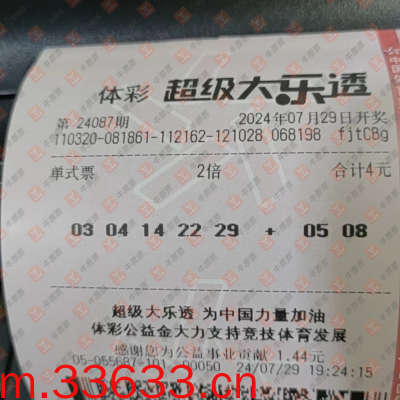 体彩 超级大乐透
第 24087期 2024年07月29日开奖
110320-081861-112162-121028 068198 fjtCBg
单式票 2倍 合计4元
03 04 14 22 29 + 05 08
超级大乐透 为中国力量加油
体彩公益金大力支持竞技体育发展
感谢您为公益事业贡献 1.44元
05-055687-101 00050 24/07/29 19:24:15
m.33633.cn